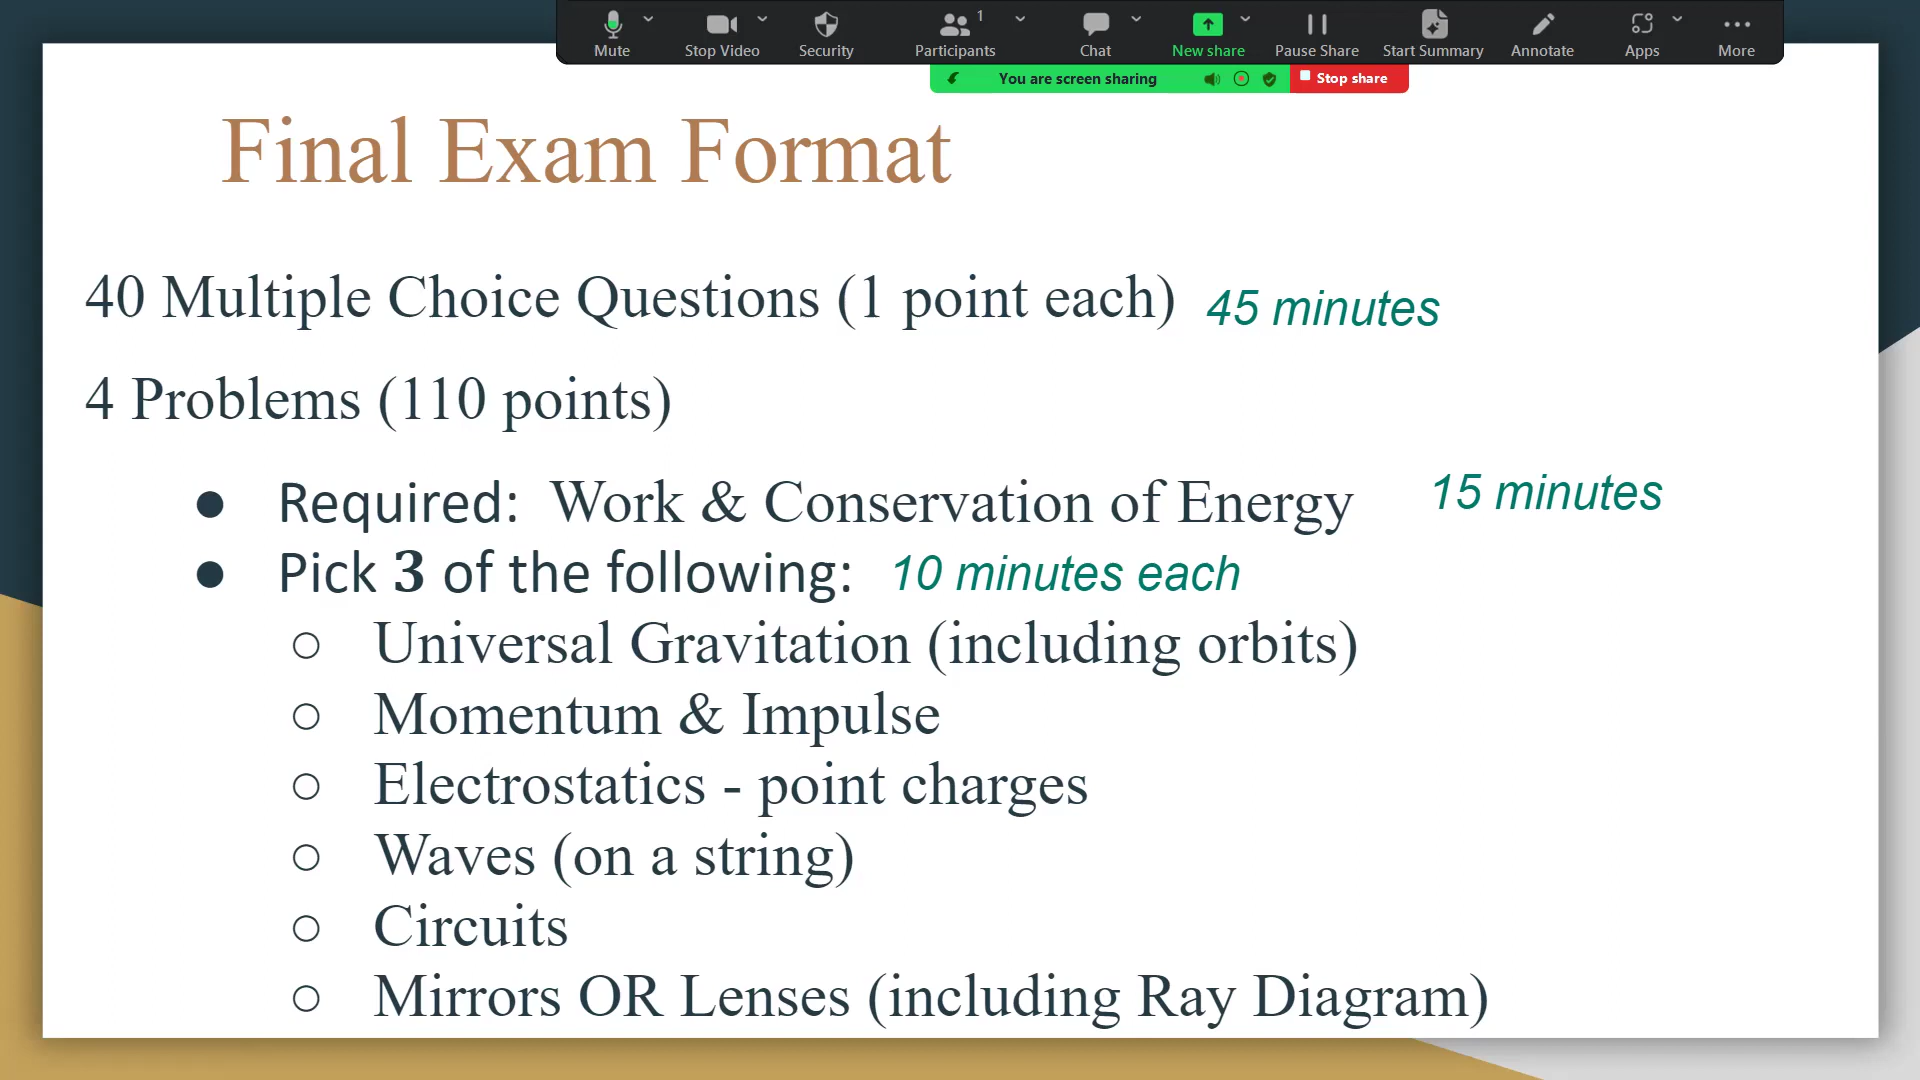 Mute
Stop Video
Security
Participants
1
Chat
New share
Pause Share
Start Summary
Annotate
Apps
More
You are screen sharing
Stop share
Final Exam Format
40 Multiple Choice Questions (1 point each) 45 minutes
4 Problems (110 points)
● Required: Work & Conservation of Energy 15 minutes
● Pick 3 of the following: 10 minutes each
○ Universal Gravitation (including orbits)
○ Momentum & Impulse
○ Electrostatics - point charges
○ Waves (on a string)
○ Circuits
○ Mirrors OR Lenses (including Ray Diagram)